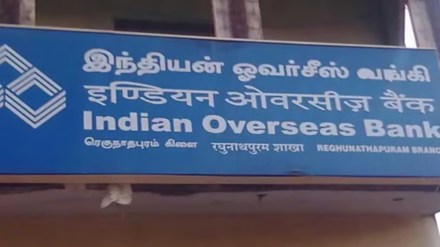 இந்தியன் ஓவர்சீஸ் வங்கி
इण्डियन ओवरसीज़ बैंक
Indian Overseas Bank
ரெகுநாதபுரம் கிளை रघुनाथपुरम शाखा REGHUNATHAPURAM BRANCH